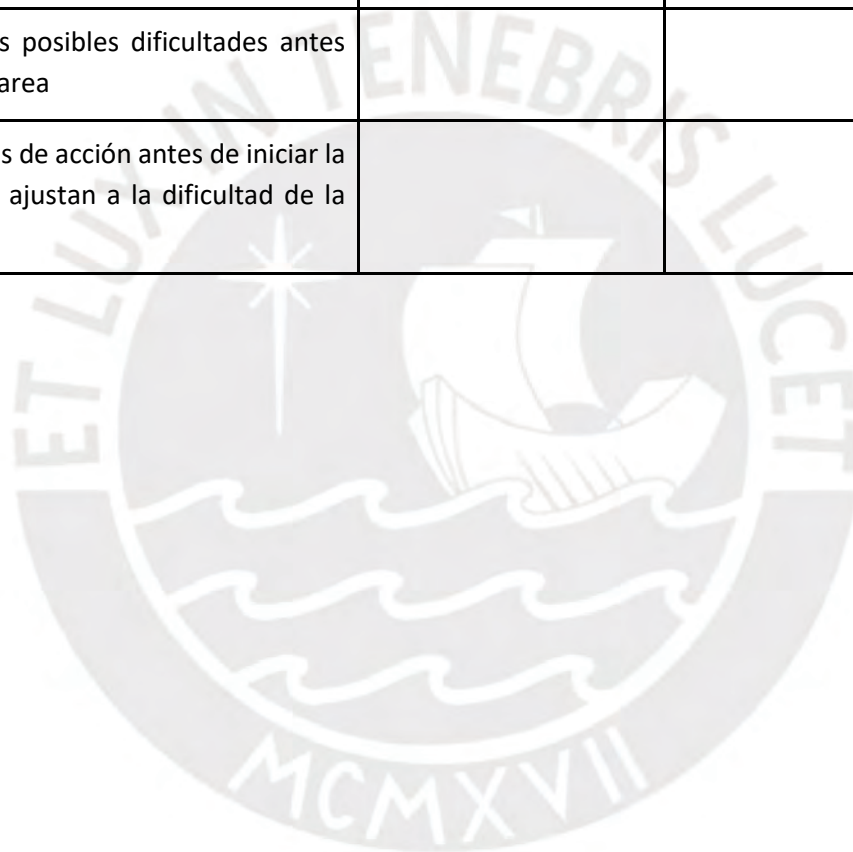 s posibles dificultades antes
area
s de acción antes de iniciar la
ajustan a la dificultad de la
ET LUX IN TENEBRIS LUCET
MCMXVII